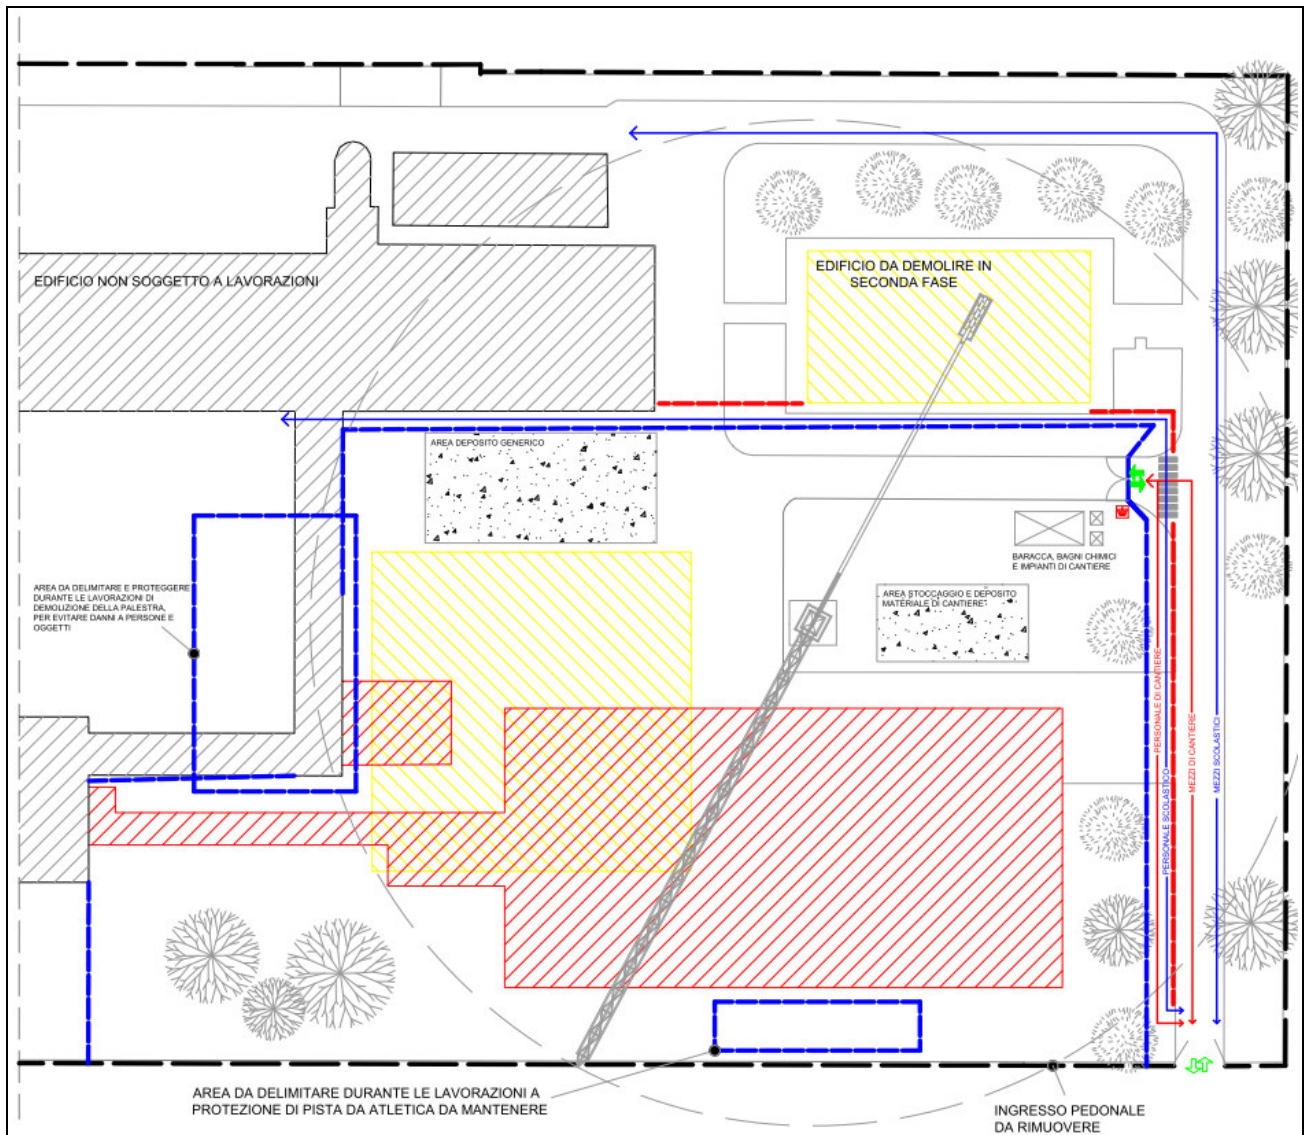 EDIFICIO NON SOGGETTO A LAVORAZIONI
EDIFICIO DA DEMOLIRE IN
SECONDA FASE
AREA DEPOSITO GENERICO
BARACCA, BAGNI CHIMICI
E IMPIANTI DI CANTIERE
AREA DA DELIMITARE E PROTEGGERE
DURANTE LE LAVORAZIONI DI
DEMOLIZIONE DELLA PALESTRA,
PER EVITARE DANNI A PERSONE E
OGGETTI
AREA STOCCAGGIO E DEPOSITO
MATERIALE DI CANTIERE
PERSONALE DI CANTIERE
PERSONALE SCOLASTICO
MEZZI DI CANTIERE
MEZZI SCOLASTICI
AREA DA DELIMITARE DURANTE LE LAVORAZIONI A
PROTEZIONE DI PISTA DA ATLETICA DA MANTENERE
INGRESSO PEDONALE
DA RIMUOVERE